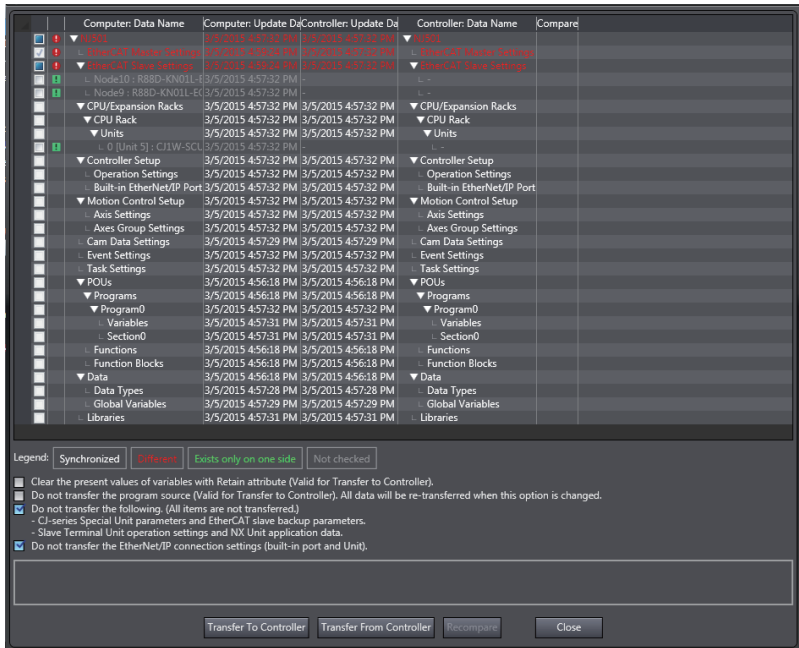 Computer: Data Name Computer: Update Da Controller: Update Da Controller: Data Name Compare
EtherCAT Master Settings EtherCAT Master Settings
EtherCAT Slave Settings EtherCAT Slave Settings
Node10 : R88D-KN01L-E 3/5/2015 4:57:32 PM - -
Node9 : R88D-KN01L-EC 3/5/2015 4:57:32 PM - -
CPU/Expansion Racks 3/5/2015 4:57:32 PM 3/5/2015 4:57:32 PM CPU/Expansion Racks
CPU Rack 3/5/2015 4:57:32 PM 3/5/2015 4:57:32 PM CPU Rack
Units 3/5/2015 4:57:32 PM 3/5/2015 4:57:32 PM Units
0 [Unit 5] : CJ1W-SCU 3/5/2015 4:57:32 PM - -
Controller Setup 3/5/2015 4:57:32 PM 3/5/2015 4:57:32 PM Controller Setup
Operation Settings 3/5/2015 4:57:32 PM 3/5/2015 4:57:32 PM Operation Settings
Built-in EtherNet/IP Port 3/5/2015 4:57:32 PM 3/5/2015 4:57:32 PM Built-in EtherNet/IP Port
Motion Control Setup 3/5/2015 4:57:32 PM 3/5/2015 4:57:32 PM Motion Control Setup
Axis Settings 3/5/2015 4:57:32 PM 3/5/2015 4:57:32 PM Axis Settings
Axes Group Settings 3/5/2015 4:57:32 PM 3/5/2015 4:57:32 PM Axes Group Settings
Cam Data Settings 3/5/2015 4:57:29 PM 3/5/2015 4:57:29 PM Cam Data Settings
Event Settings 3/5/2015 4:57:32 PM 3/5/2015 4:57:32 PM Event Settings
Task Settings 3/5/2015 4:57:32 PM 3/5/2015 4:57:32 PM Task Settings
POUs 3/5/2015 4:56:18 PM 3/5/2015 4:56:18 PM POUs
Programs 3/5/2015 4:56:18 PM 3/5/2015 4:56:18 PM Programs
Program0 3/5/2015 4:57:32 PM 3/5/2015 4:57:32 PM Program0
Variables 3/5/2015 4:57:31 PM 3/5/2015 4:57:31 PM Variables
Section0 3/5/2015 4:57:31 PM 3/5/2015 4:57:31 PM Section0
Functions 3/5/2015 4:56:18 PM 3/5/2015 4:56:18 PM Functions
Function Blocks 3/5/2015 4:56:18 PM 3/5/2015 4:56:18 PM Function Blocks
Data 3/5/2015 4:56:18 PM 3/5/2015 4:56:18 PM Data
Data Types 3/5/2015 4:57:28 PM 3/5/2015 4:57:28 PM Data Types
Global Variables 3/5/2015 4:57:29 PM 3/5/2015 4:57:29 PM Global Variables
Libraries 3/5/2015 4:57:31 PM 3/5/2015 4:57:31 PM Libraries
Legend: Synchronized Different Exists only on one side Not checked
Clear the present values of variables with Retain attribute (Valid for Transfer to Controller).
Do not transfer the program source (Valid for Transfer to Controller). All data will be re-transferred when this option is changed.
Do not transfer the following. (All items are not transferred.)
- CJ-series Special Unit parameters and EtherCAT slave backup parameters.
- Slave Terminal Unit operation settings and NX Unit application data.
Do not transfer the EtherNet/IP connection settings (built-in port and Unit).
Transfer To Controller Transfer From Controller Recompare Close